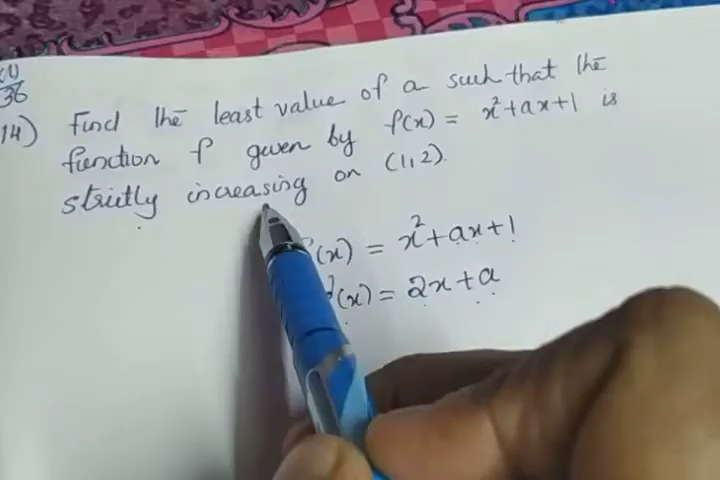 36
14) Find the least value of a such that the
function f given by f(x) = x²+ax+1 is
strictly increasing on (1,2).
(x) = x²+ax+1
(x) = 2x+a